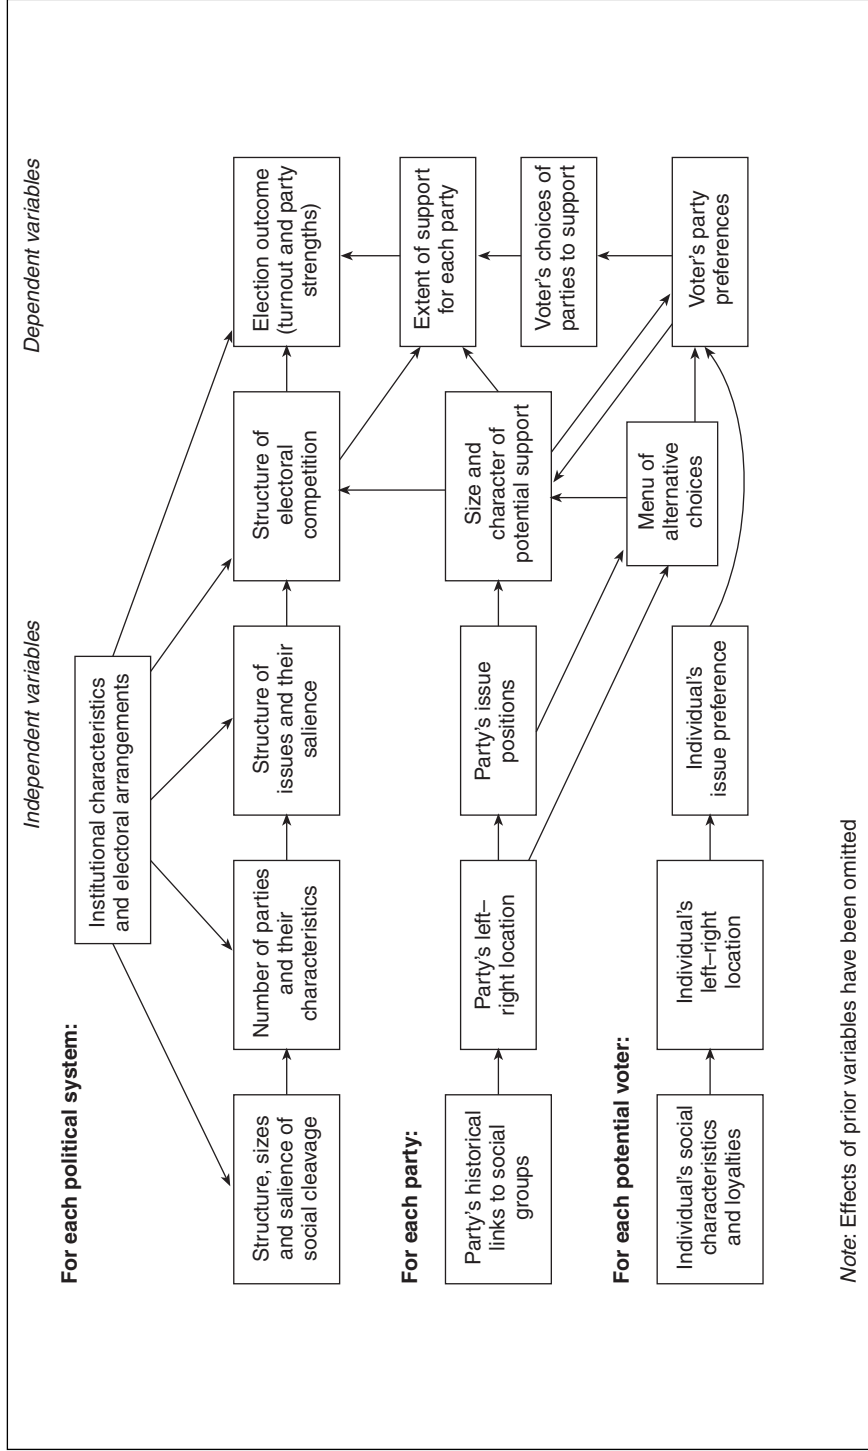 Independent variables
Dependent variables
For each political system:
Institutional characteristics
and electoral arrangements
Structure, sizes
and salience of
social cleavage
Number of parties
and their
characteristics
Structure of
issues and their
salience
Structure of
electoral
competition
Election outcome
(turnout and party
strengths)
For each party:
Party's historical
links to social
groups
Party's left–
right location
Party's issue
positions
Size and
character of
potential support
Extent of support
for each party
Voter's choices of
parties to support
For each potential voter:
Individual's social
characteristics
and loyalties
Individual's
left–right
location
Individual's
issue preference
Menu of
alternative
choices
Voter's party
preferences
Note: Effects of prior variables have been omitted